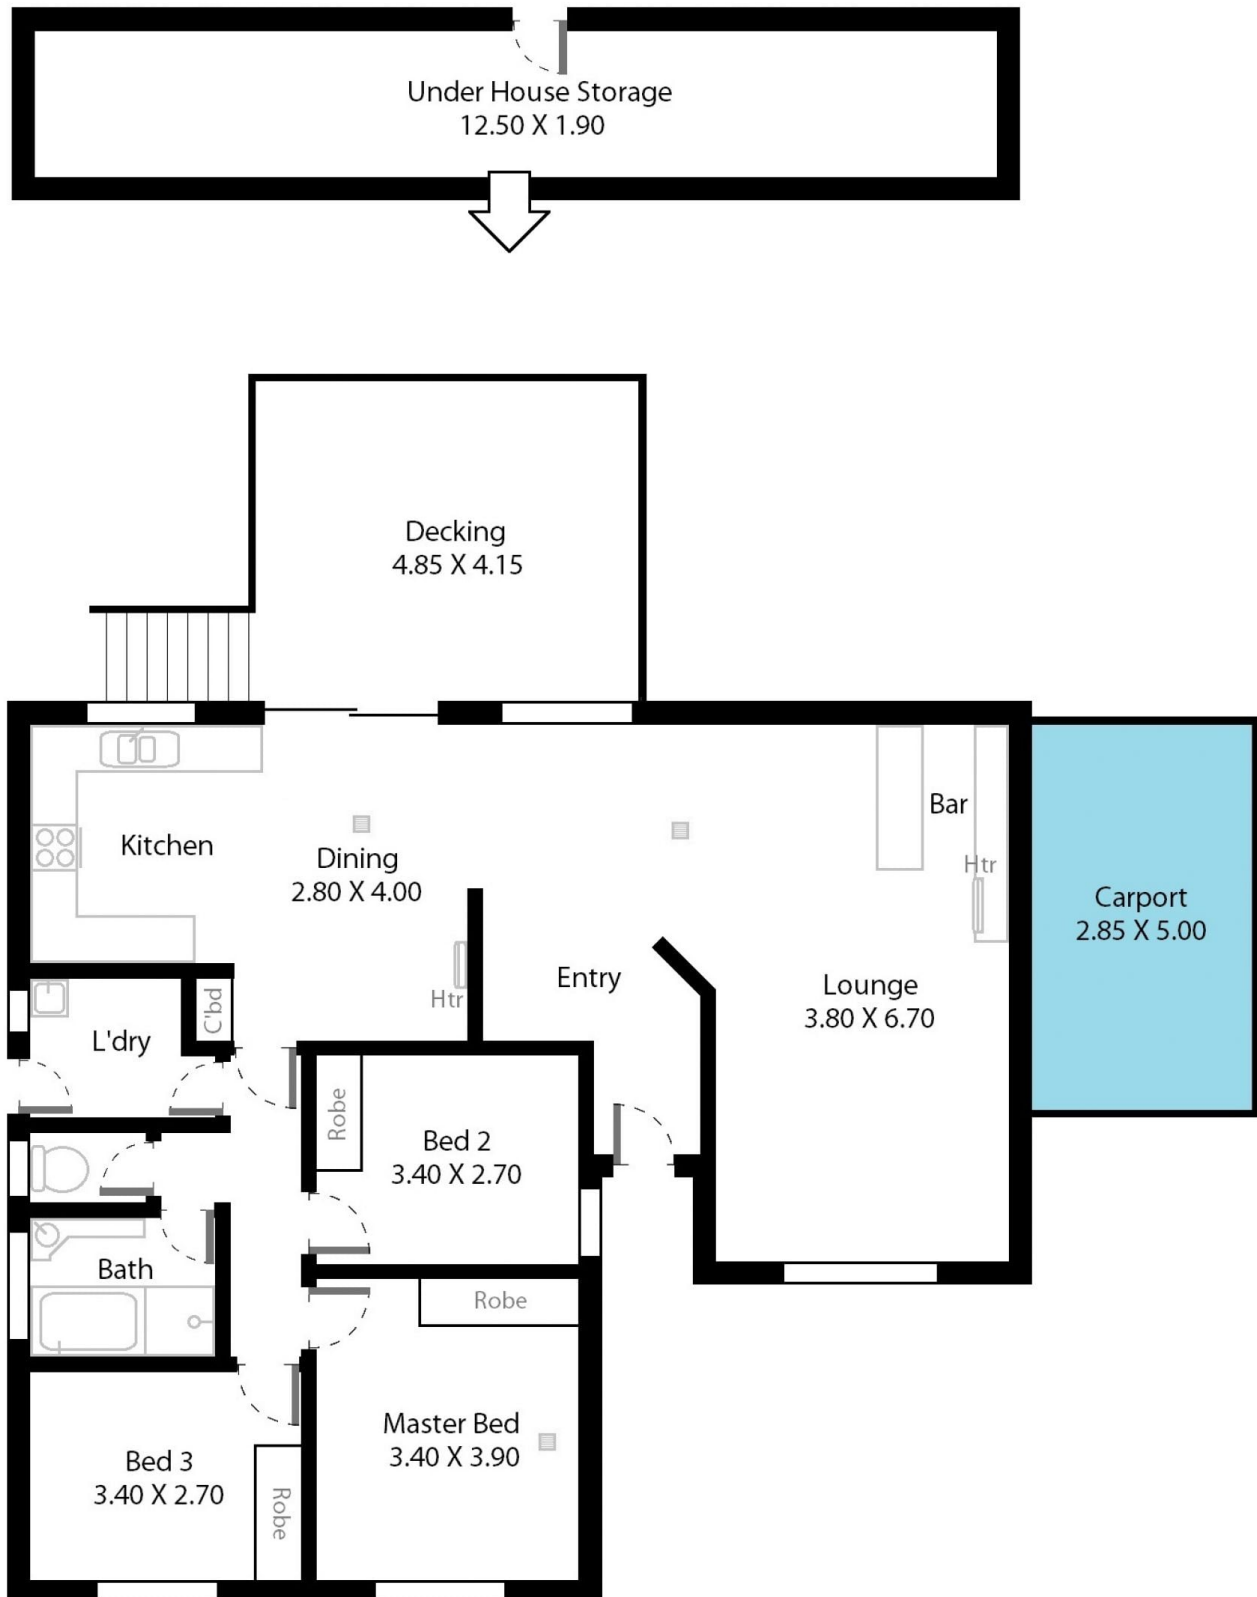 Under House Storage
12.50 X 1.90
Decking
4.85 X 4.15
Kitchen
Dining
2.80 X 4.00
Bar
Htr
Carport
2.85 X 5.00
Entry
Lounge
3.80 X 6.70
Htr
C'bd
L'dry
Robe
Bed 2
3.40 X 2.70
Bath
Robe
Master Bed
3.40 X 3.90
Bed 3
3.40 X 2.70
Robe